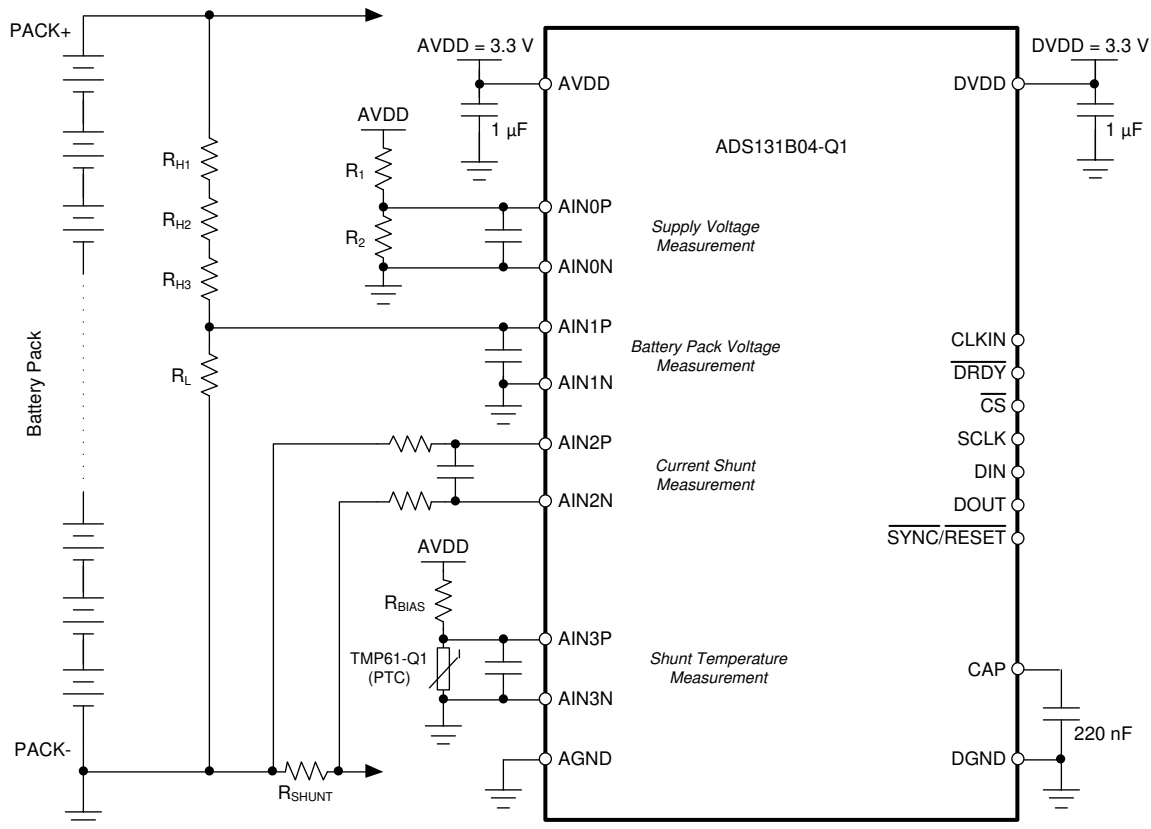 PACK+
AVDD = 3.3 V
DVDD = 3.3 V
AVDD
DVDD
1 µF
1 µF
ADS131B04-Q1
AVDD
R1
R2
RH1
RH2
RH3
RL
AIN0P
AIN0N
Supply Voltage
Measurement
AIN1P
AIN1N
Battery Pack Voltage
Measurement
Battery Pack
AIN2P
AIN2N
Current Shunt
Measurement
CLKIN
DRDY
CS
SCLK
DIN
DOUT
SYNC/RESET
AVDD
RBIAS
TMP61-Q1
(PTC)
AIN3P
AIN3N
Shunt Temperature
Measurement
CAP
220 nF
PACK-
RSHUNT
AGND
DGND